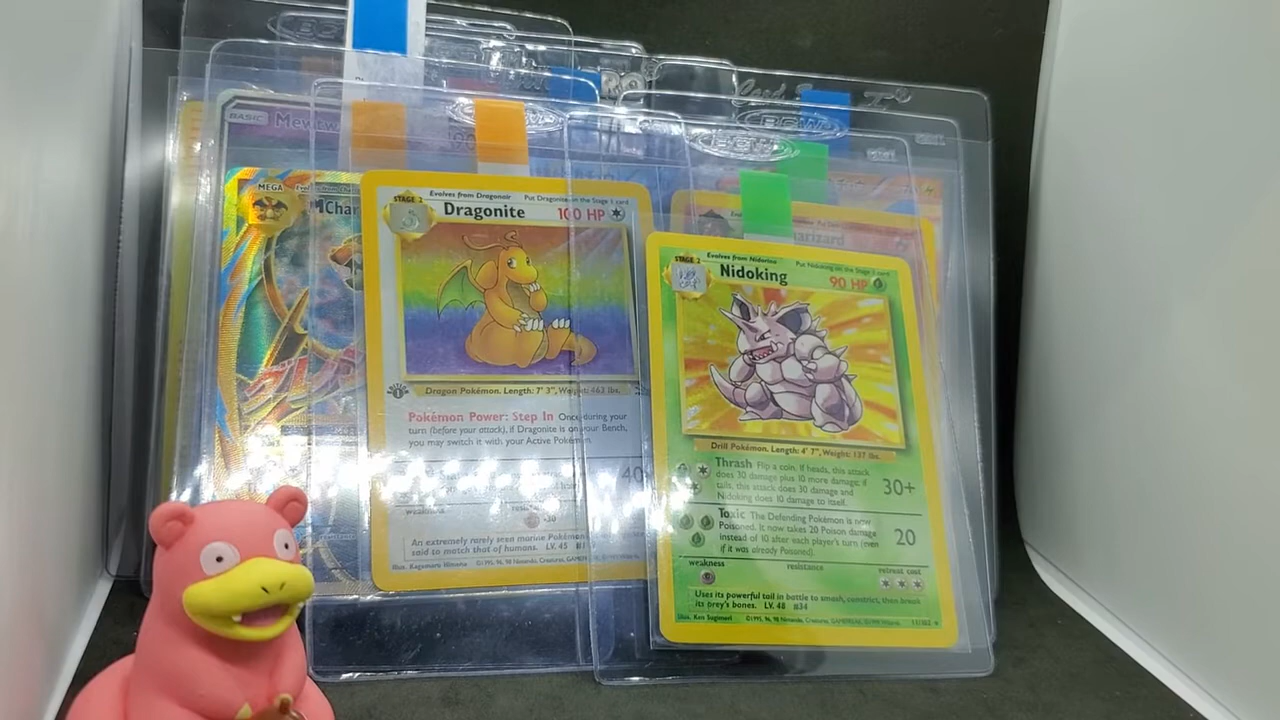 BCW
BCW
BCW
BASIC
Mewtw
MEGA
Char
STAGE 2
Evolves from Dragonair
Put Dragonite on the Stage 1 card
Dragonite
100 HP
Dragon Pokémon. Length: 7' 3", Weight: 463 lbs.
Pokémon Power: Step In Once during your
turn (before your attack), if Dragonite is on your Bench,
you may switch it with your Active Pokémon.
40
weakness
-30
An extremely rarely seen marine Pokémon
said to match that of humans. LV. 45
Illus. Kagemaru Himeno
©1995, 96, 98 Nintendo, Creatures, GAMEFREAK.
arizard
STAGE 2
Evolves from Nidorino
Put Nidoking on the Stage 1 card
Nidoking
90 HP
Drill Pokémon. Length: 4' 7", Weight: 137 lbs.
Thrash Flip a coin. If heads, this attack
does 30 damage plus 10 more damage; if
tails, this attack does 30 damage and
Nidoking does 10 damage to itself.
30+
Toxic The Defending Pokémon is now
Poisoned. It now takes 20 Poison damage
instead of 10 after each player's turn (even
if it was already Poisoned).
20
weakness
resistance
retreat cost
Uses its powerful tail in battle to smash, constrict, then break
its prey's bones. LV. 48 #34
Illus. Ken Sugimori
©1995, 96, 98 Nintendo, Creatures, GAMEFREAK. ©1999 Wizards.
11/102